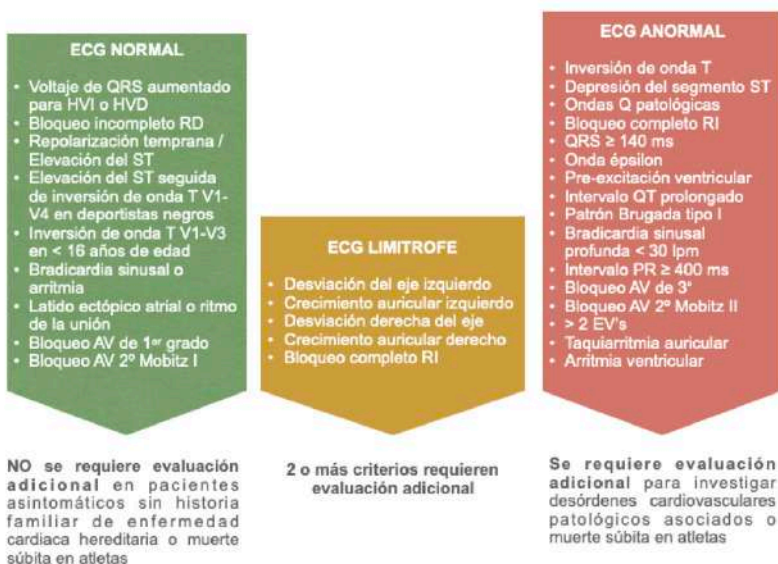 ECG NORMAL
• Voltaje de QRS aumentado
para HVI o HVD
• Bloqueo incompleto RD
• Repolarización temprana /
Elevación del ST
• Elevación del ST seguida
de inversión de onda T V1-
V4 en deportistas negros
• Inversión de onda T V1-V3
en < 16 años de edad
• Bradicardia sinusal o
arritmia
• Latido ectópico atrial o ritmo
de la unión
• Bloqueo AV de 1er grado
• Bloqueo AV 2º Mobitz I
NO se requiere evaluación
adicional en pacientes
asintomáticos sin historia
familiar de enfermedad
cardiaca hereditaria o muerte
súbita en atletas
ECG LIMITROFE
• Desviación del eje izquierdo
• Crecimiento auricular izquierdo
• Desviación derecha del eje
• Crecimiento auricular derecho
• Bloqueo completo RI
2 o más criterios requieren
evaluación adicional
ECG ANORMAL
• Inversión de onda T
• Depresión del segmento ST
• Ondas Q patológicas
• Bloqueo completo RI
• QRS ≥ 140 ms
• Onda épsilon
• Pre-excitación ventricular
• Intervalo QT prolongado
• Patrón Brugada tipo I
• Bradicardia sinusal
profunda < 30 lpm
• Intervalo PR ≥ 400 ms
• Bloqueo AV de 3º
• Bloqueo AV 2º Mobitz II
• > 2 EV's
• Taquiarritmia auricular
• Arritmia ventricular
Se requiere evaluación
adicional para investigar
desórdenes cardiovasculares
patológicos asociados o
muerte súbita en atletas